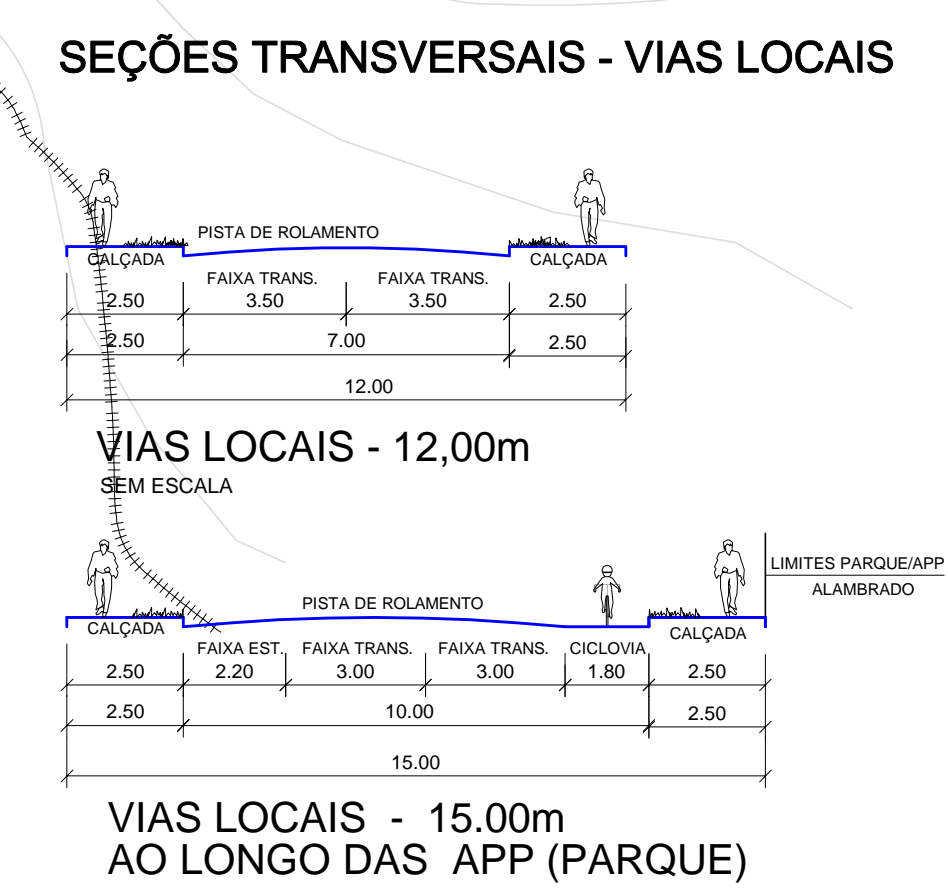 SEÇÕES TRANSVERSAIS - VIAS LOCAIS
PISTA DE ROLAMENTO
CALÇADA
CALÇADA
FAIXA TRANS.
FAIXA TRANS.
2.50
3.50
3.50
2.50
2.50
7.00
2.50
12.00
VIAS LOCAIS - 12,00m
SEM ESCALA
LIMITES PARQUE/APP
ALAMBRADO
PISTA DE ROLAMENTO
CALÇADA
CALÇADA
FAIXA EST.
FAIXA TRANS.
FAIXA TRANS.
CICLOVIA
2.50
2.20
3.00
3.00
1.80
2.50
2.50
10.00
2.50
15.00
VIAS LOCAIS - 15.00m
AO LONGO DAS APP (PARQUE)